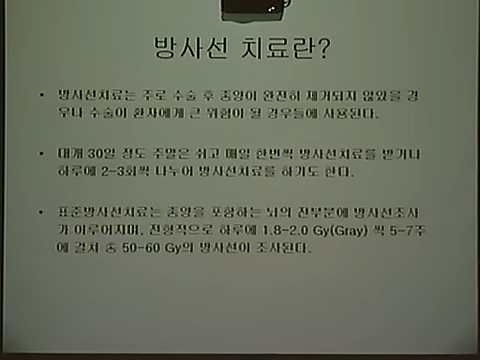 방사선 치료란?
• 방사선치료는 주로 수술 후 종양이 완전히 제거되지 않았을 경
우나 수술이 환자에게 큰 위험이 될 경우들에 사용된다.
• 대개 30일 정도 주말은 쉬고 매일 한번씩 방사선치료를 받거나
하루에 2-3회씩 나누어 방사선치료를 하기도 한다.
• 표준방사선치료는 종양을 포함하는 뇌의 전부분에 방사선조사
가 이루어지며, 전형적으로 하루에 1.8-2.0 Gy(Gray) 씩 5-7주
에 걸쳐 총 50-60 Gy의 방사선이 조사된다.